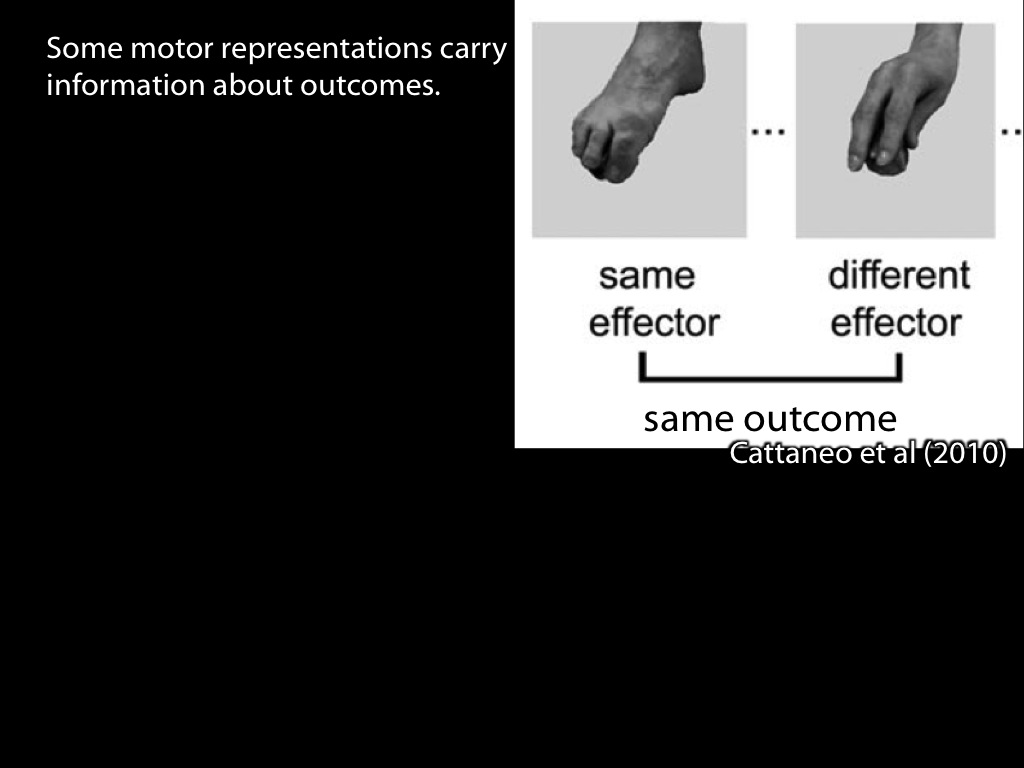 Some motor representations carry
information about outcomes.
... ..
same different
effector effector
same outcome
Cattaneo et al (2010)